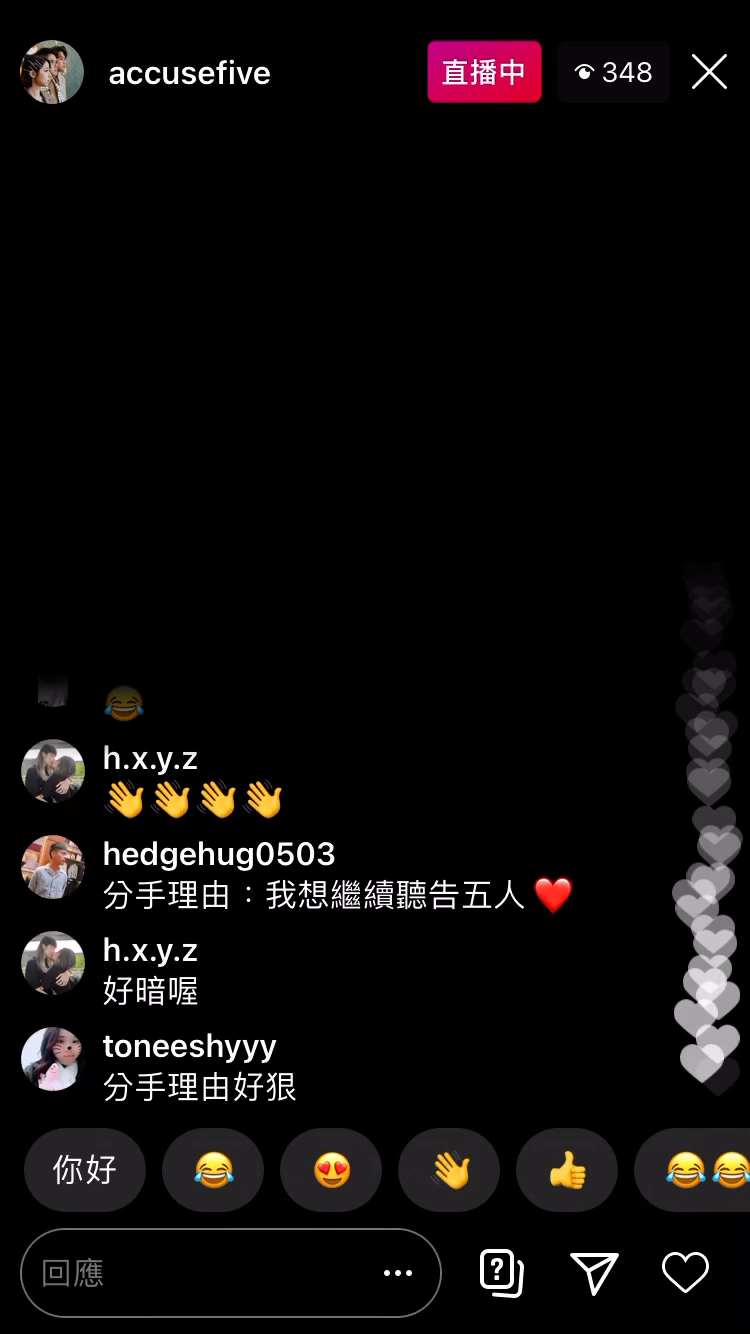 accusefive
直播中
348
😂
h.x.y.z
👋👋👋👋
hedgehug0503
分手理由：我想繼續聽告五人 ❤️
h.x.y.z
好暗喔
toneeshyyy
分手理由好狠
你好 😂 😍 👋 👍 😂😂
回應